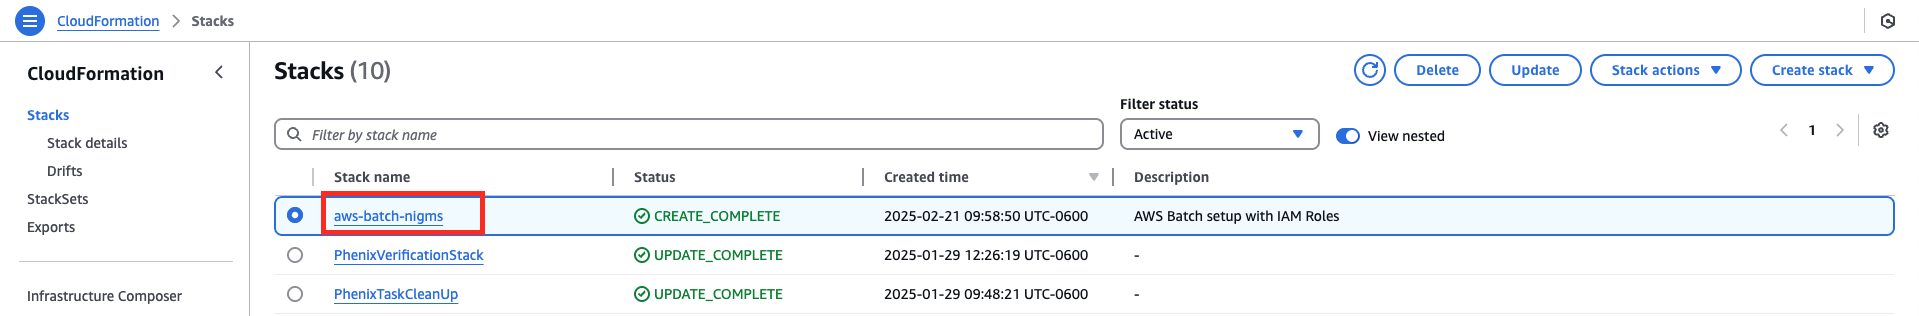 CloudFormation > Stacks
CloudFormation
Stacks
Stack details
Drifts
StackSets
Exports
Infrastructure Composer
Stacks (10)
Delete
Update
Stack actions
Create stack
Filter status
Filter by stack name
Active
View nested
1
Stack name Status Created time Description
aws-batch-nigms CREATE_COMPLETE 2025-02-21 09:58:50 UTC-0600 AWS Batch setup with IAM Roles
PhenixVerificationStack UPDATE_COMPLETE 2025-01-29 12:26:19 UTC-0600 -
PhenixTaskCleanUp UPDATE_COMPLETE 2025-01-29 09:48:21 UTC-0600 -